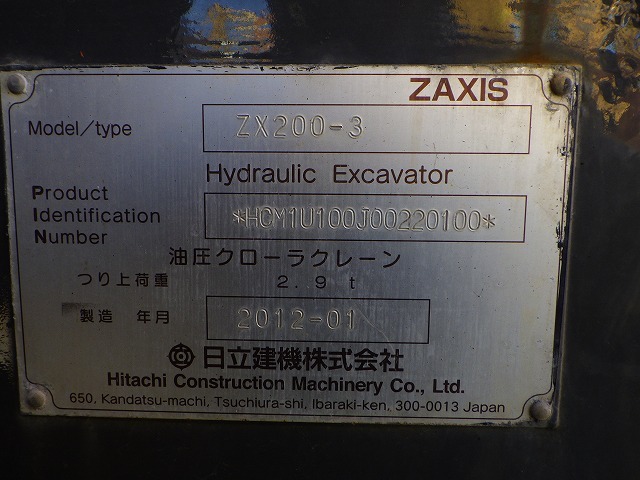 ZAXIS
Model/type ZX200-3
Hydraulic Excavator
Product
Identification *HCM1U100J00220100*
Number
油圧クローラクレーン
つり上荷重 2.9 t
製造 年月 2012-01
日立建機株式会社
Hitachi Construction Machinery Co., Ltd.
650, Kandatsu-machi, Tsuchiura-shi, Ibaraki-ken, 300-0013 Japan